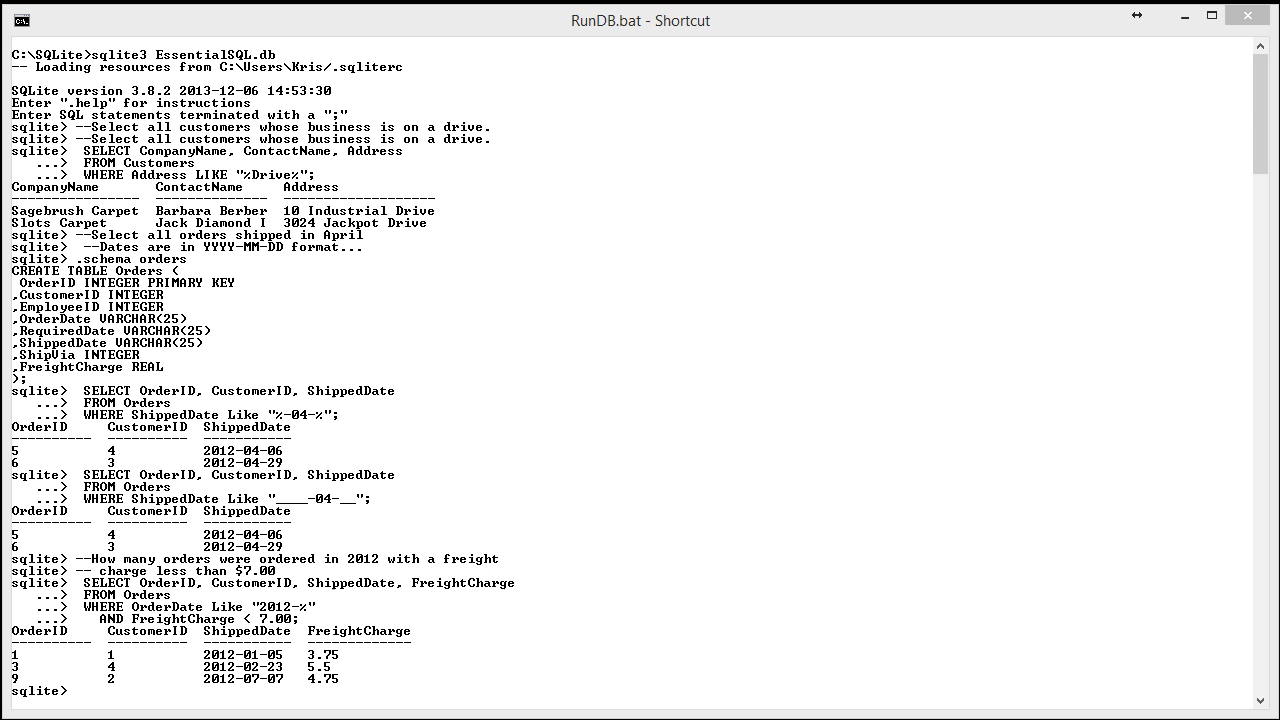 RunDB.bat - Shortcut
C:\SQLite>sqlite3 EssentialSQL.db
-- Loading resources from C:\Users\Kris/.sqliterc
SQLite version 3.8.2 2013-12-06 14:53:30
Enter ".help" for instructions
Enter SQL statements terminated with a ";"
sqlite> --Select all customers whose business is on a drive.
sqlite> --Select all customers whose business is on a drive.
sqlite>  SELECT CompanyName, ContactName, Address
   ...>  FROM Customers
   ...>  WHERE Address LIKE "%Drive%";
CompanyName       ContactName     Address
----------------  --------------  -------------------
Sagebrush Carpet  Barbara Berber  10 Industrial Drive
Slots Carpet      Jack Diamond I  3024 Jackpot Drive
sqlite> --Select all orders shipped in April
sqlite>  --Dates are in YYYY-MM-DD format...
sqlite> .schema orders
CREATE TABLE Orders (
 OrderID INTEGER PRIMARY KEY
,CustomerID INTEGER
,EmployeeID INTEGER
,OrderDate VARCHAR(25)
,RequiredDate VARCHAR(25)
,ShippedDate VARCHAR(25)
,ShipVia INTEGER
,FreightCharge REAL
);
sqlite>  SELECT OrderID, CustomerID, ShippedDate
   ...>  FROM Orders
   ...>  WHERE ShippedDate Like "%-04-%";
OrderID     CustomerID  ShippedDate
----------  ----------  -----------
5           4           2012-04-06
6           3           2012-04-29
sqlite>  SELECT OrderID, CustomerID, ShippedDate
   ...>  FROM Orders
   ...>  WHERE ShippedDate Like "____-04-__";
OrderID     CustomerID  ShippedDate
----------  ----------  -----------
5           4           2012-04-06
6           3           2012-04-29
sqlite> --How many orders were ordered in 2012 with a freight
sqlite> -- charge less than $7.00
sqlite>  SELECT OrderID, CustomerID, ShippedDate, FreightCharge
   ...>  FROM Orders
   ...>  WHERE OrderDate Like "2012-%"
   ...>    AND FreightCharge < 7.00;
OrderID     CustomerID  ShippedDate  FreightCharge
----------  ----------  -----------  -------------
1           1           2012-01-05   3.75
3           4           2012-02-23   5.5
9           2           2012-07-07   4.75
sqlite>